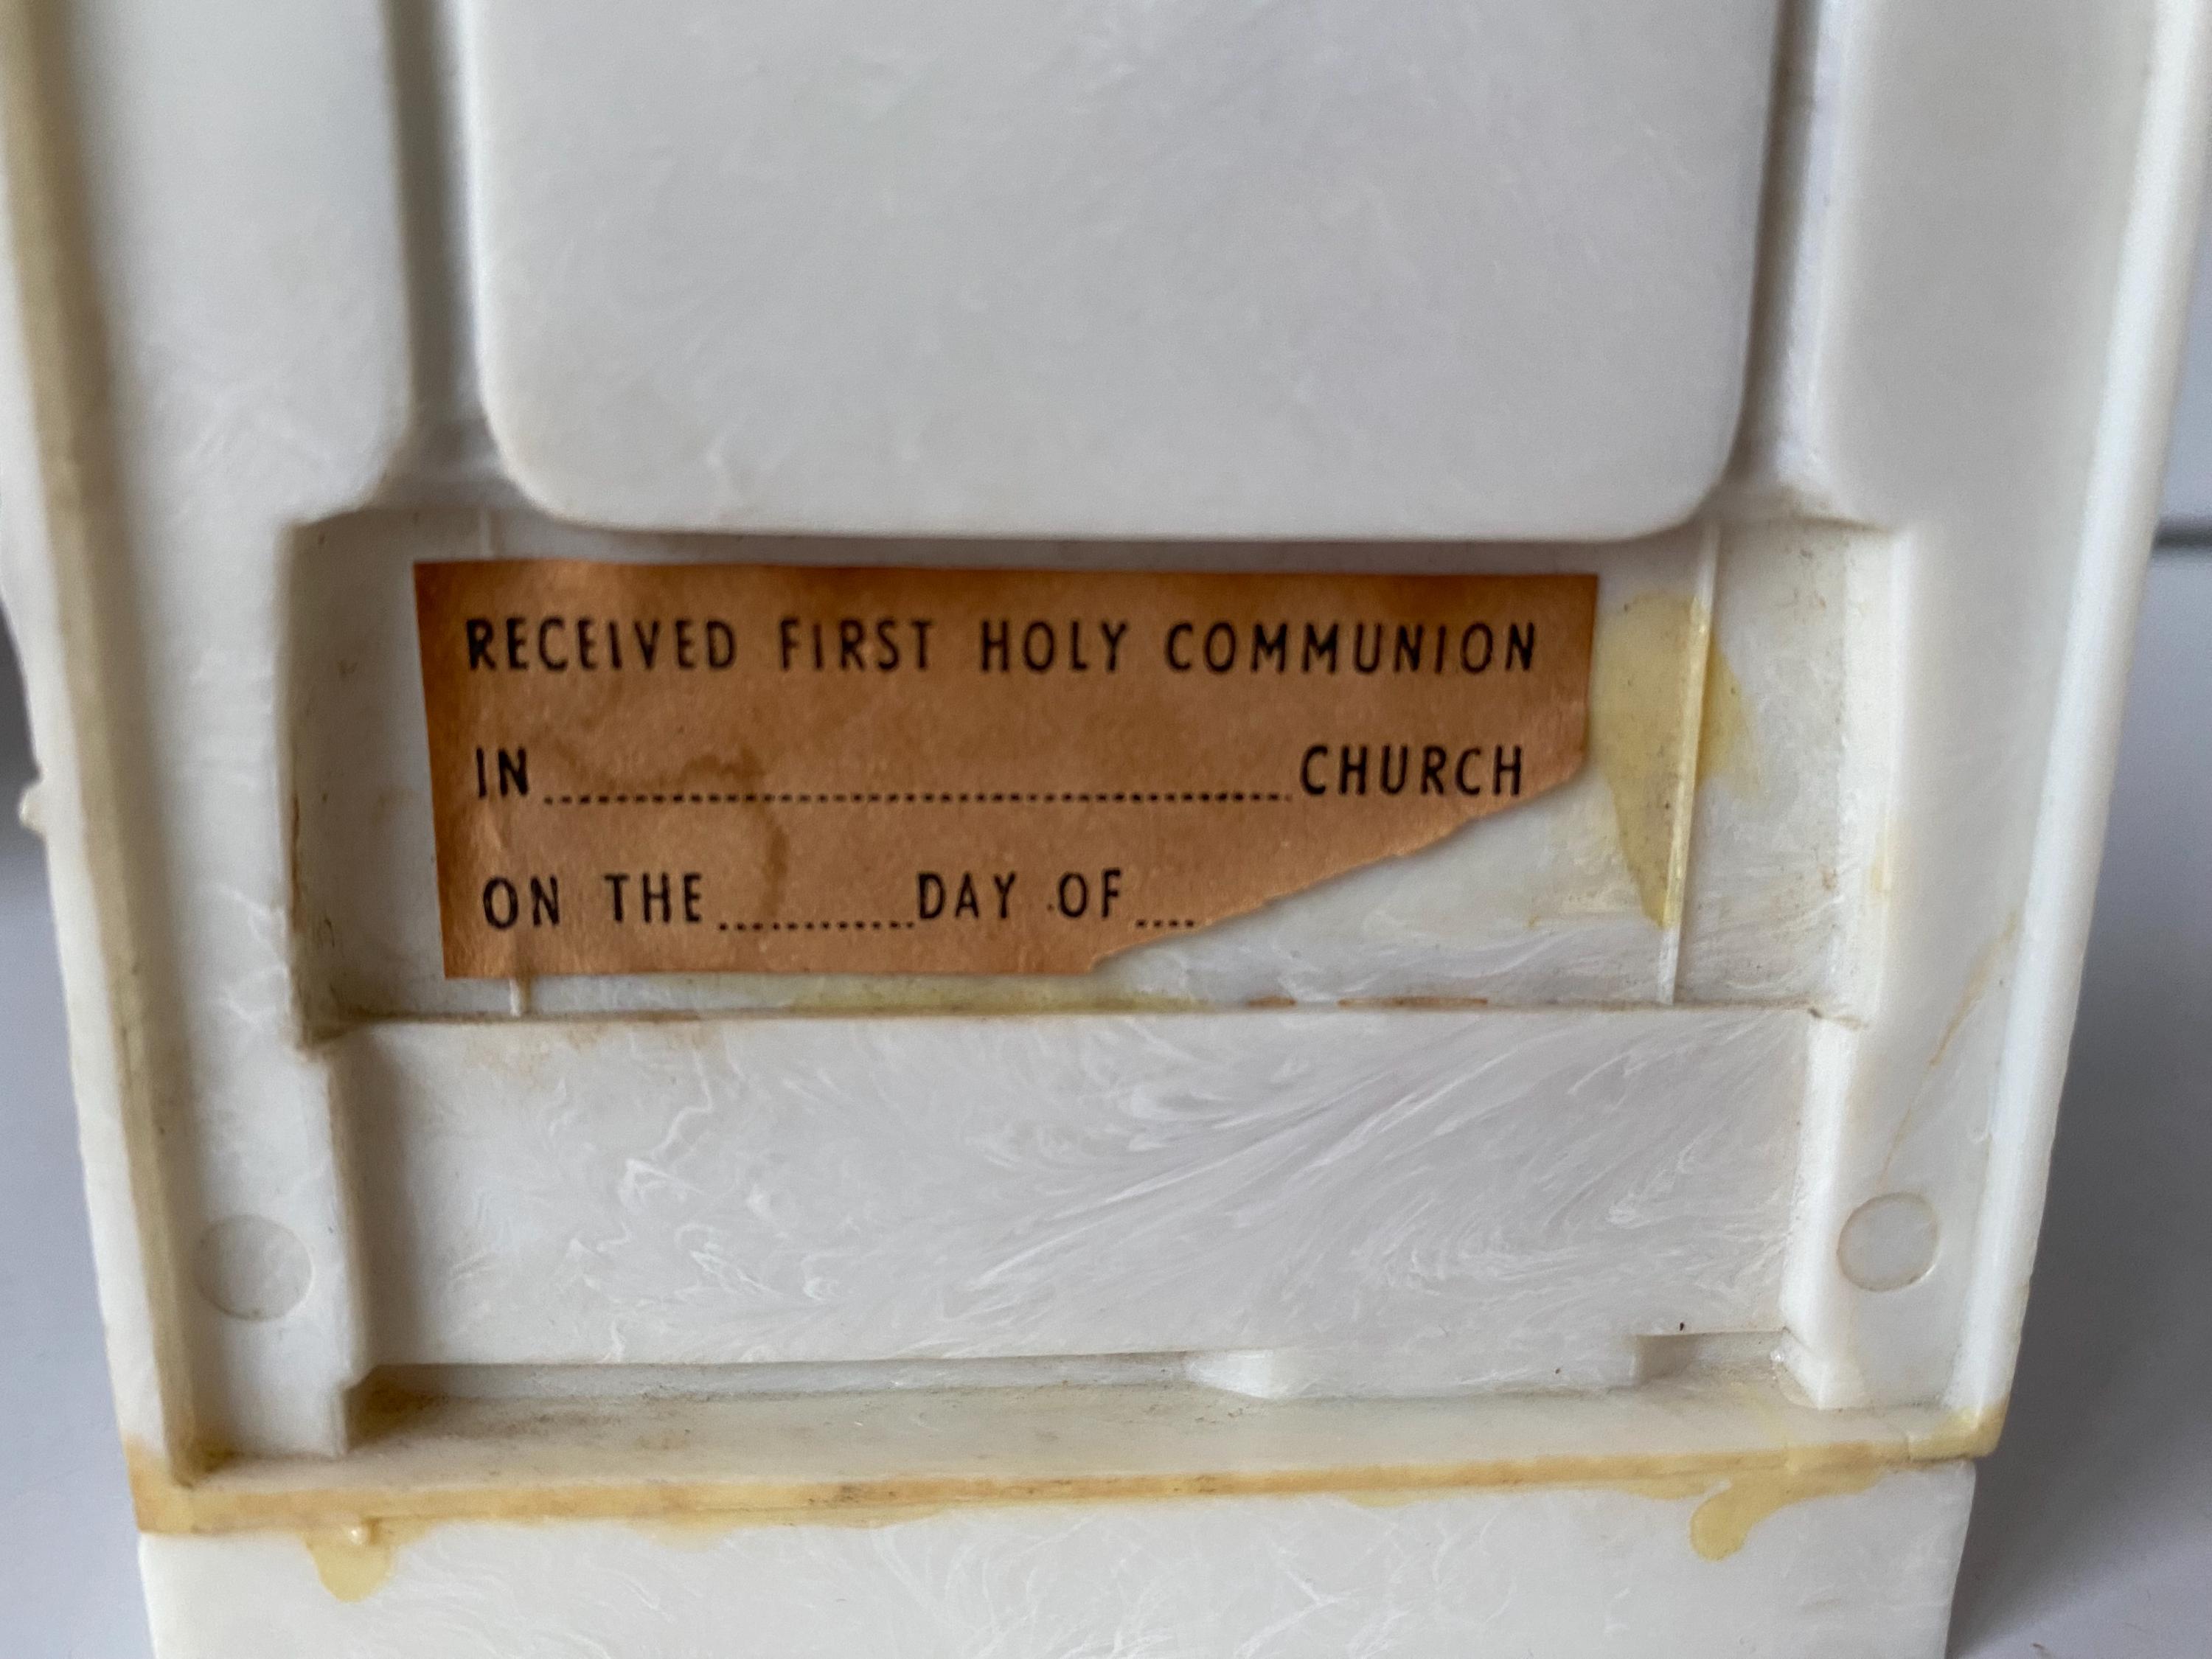 RECEIVED FIRST HOLY COMMUNION
IN..............................................................CHURCH
ON THE................DAY OF.....